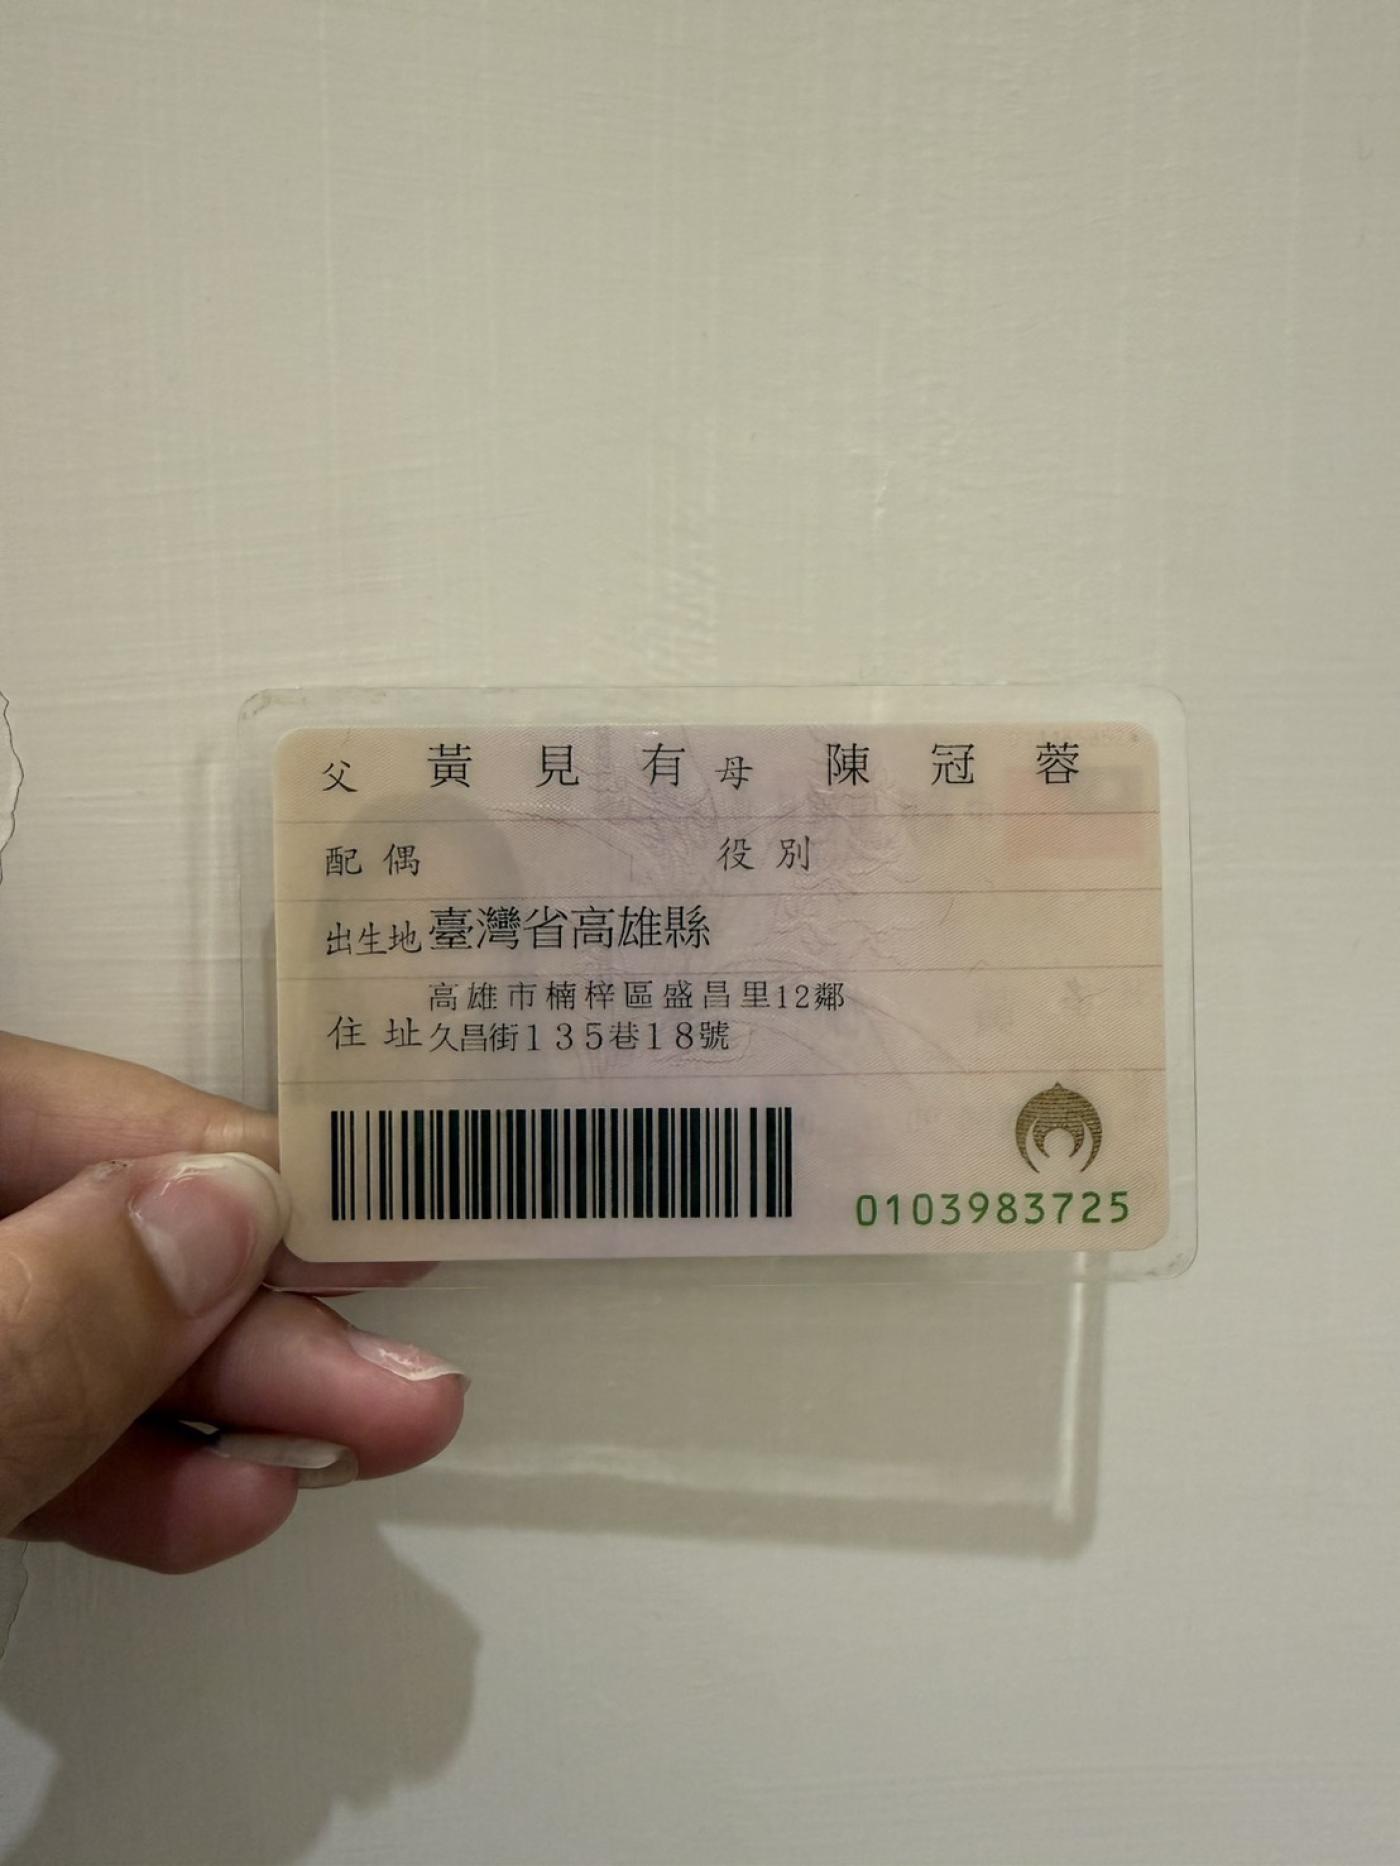 父 黃見有 母 陳冠蓉
配偶 役別
出生地 臺灣省高雄縣
高雄市楠梓區盛昌里12鄰
住址 久昌街135巷18號
0103983725